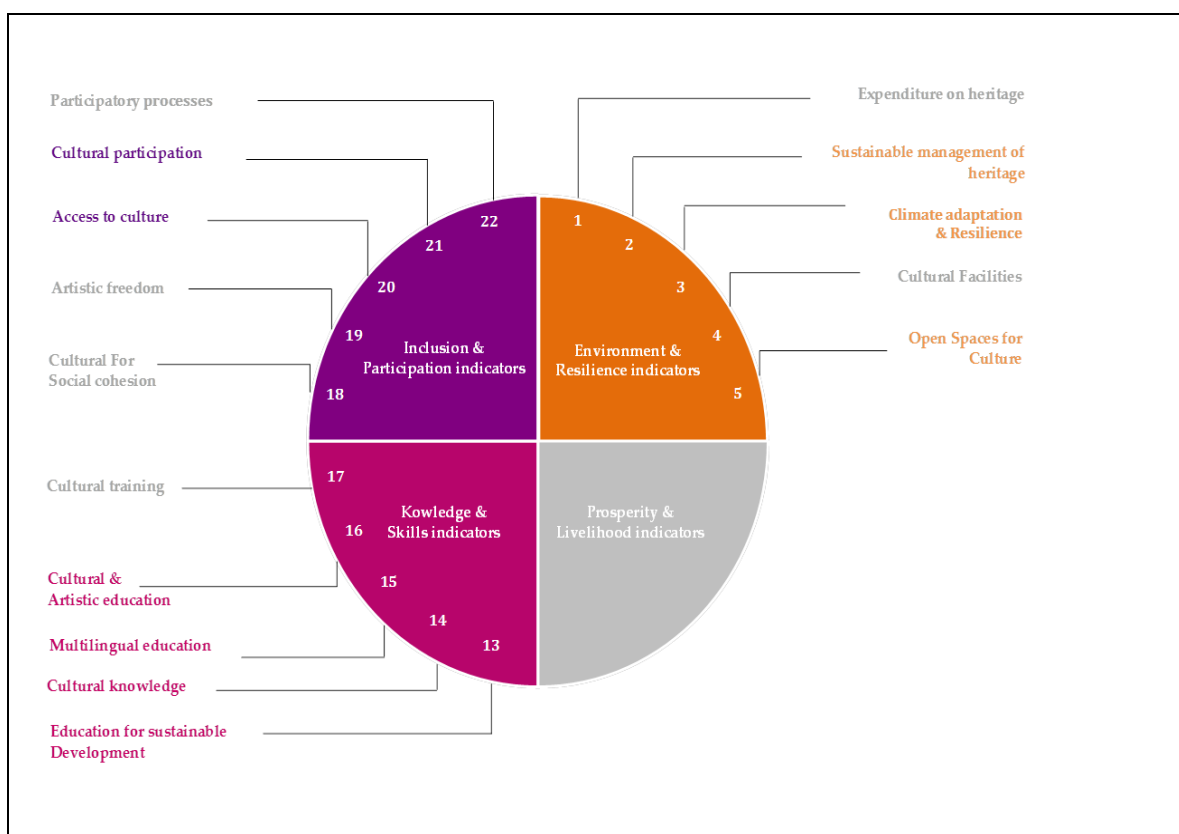 Participatory processes
Cultural participation
Access to culture
Artistic freedom
Cultural For
Social cohesion
Cultural training
Cultural &
Artistic education
Multilingual education
Cultural knowledge
Education for sustainable
Development
Expenditure on heritage
Sustainable management of
heritage
Climate adaptation
& Resilience
Cultural Facilities
Open Spaces for
Culture
22
21
20
19
18
Inclusion &
Participation indicators
1
2
3
4
5
Environment &
Resilience indicators
17
16
15
14
13
Kowledge &
Skills indicators
Prosperity &
Livelihood indicators